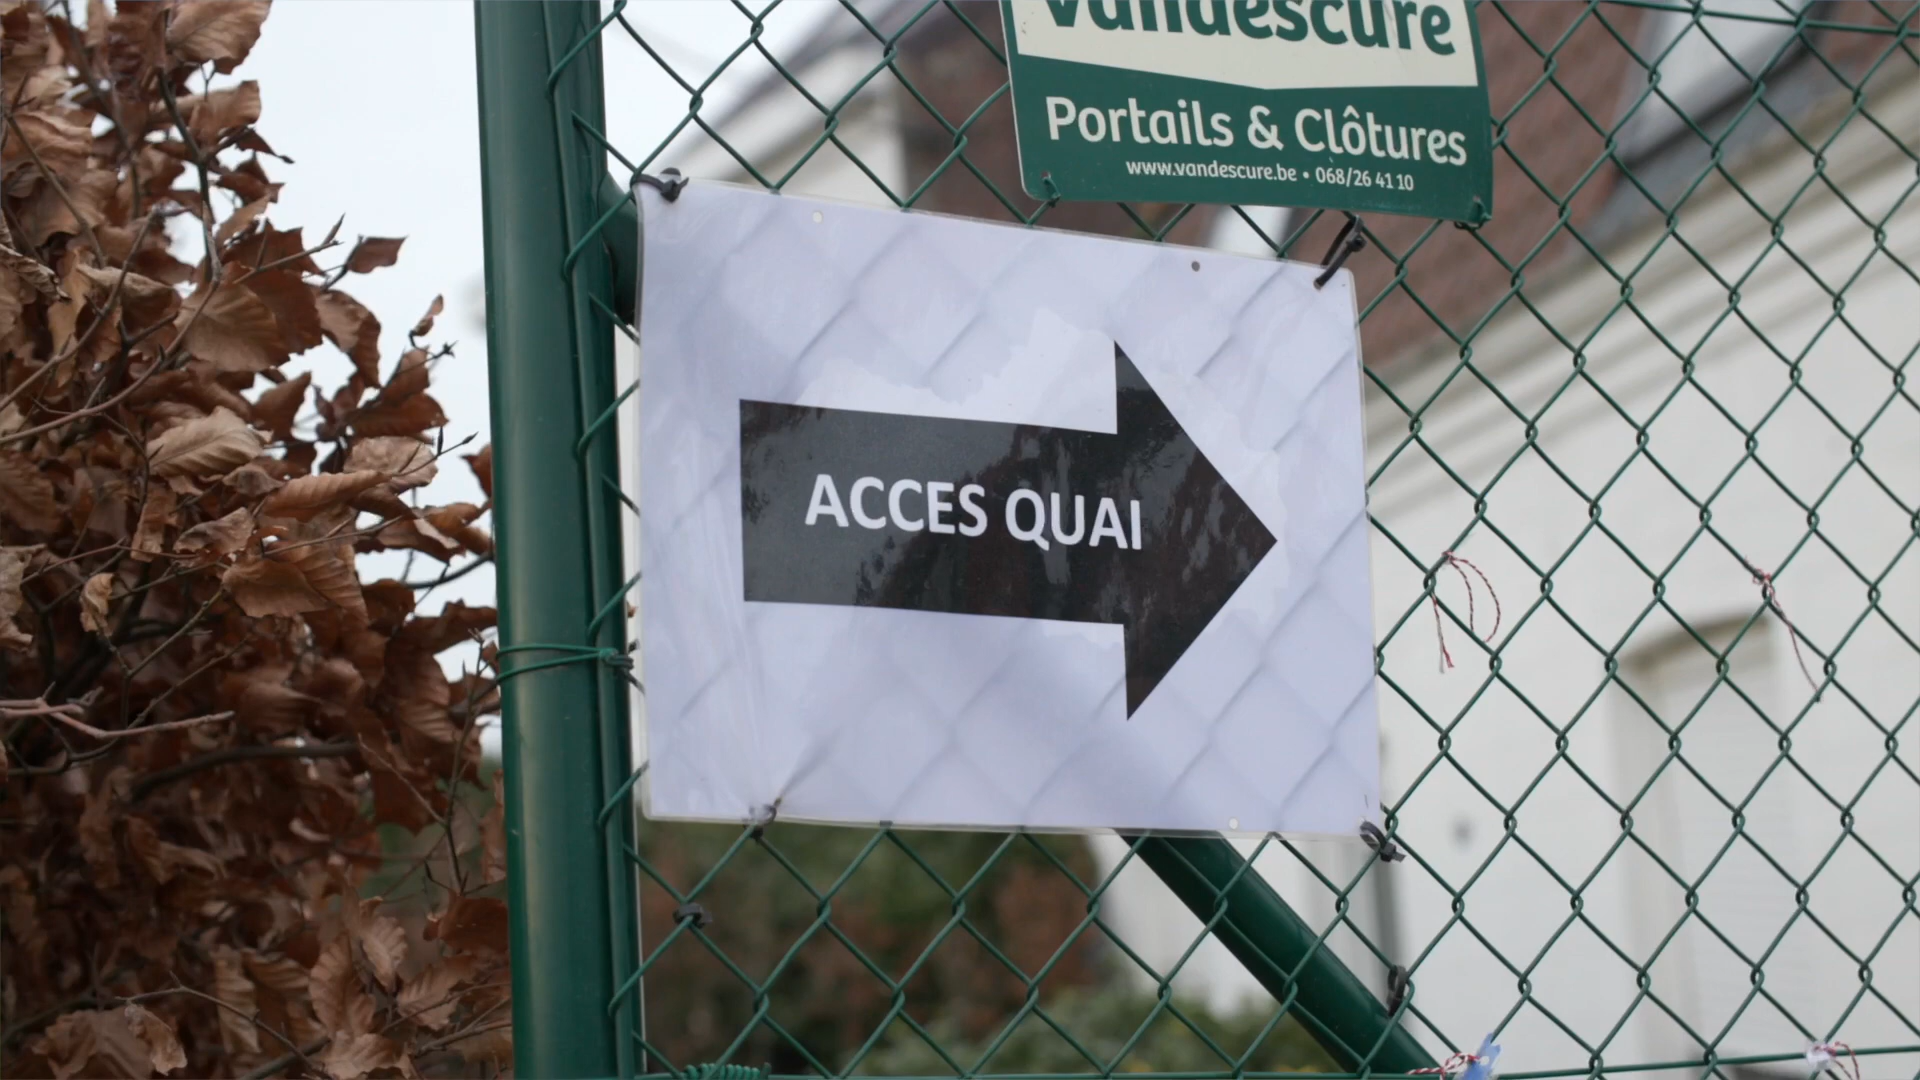 Vandescure
Portails & Clôtures
www.vandescure.be • 068/26 41 10
ACCES QUAI